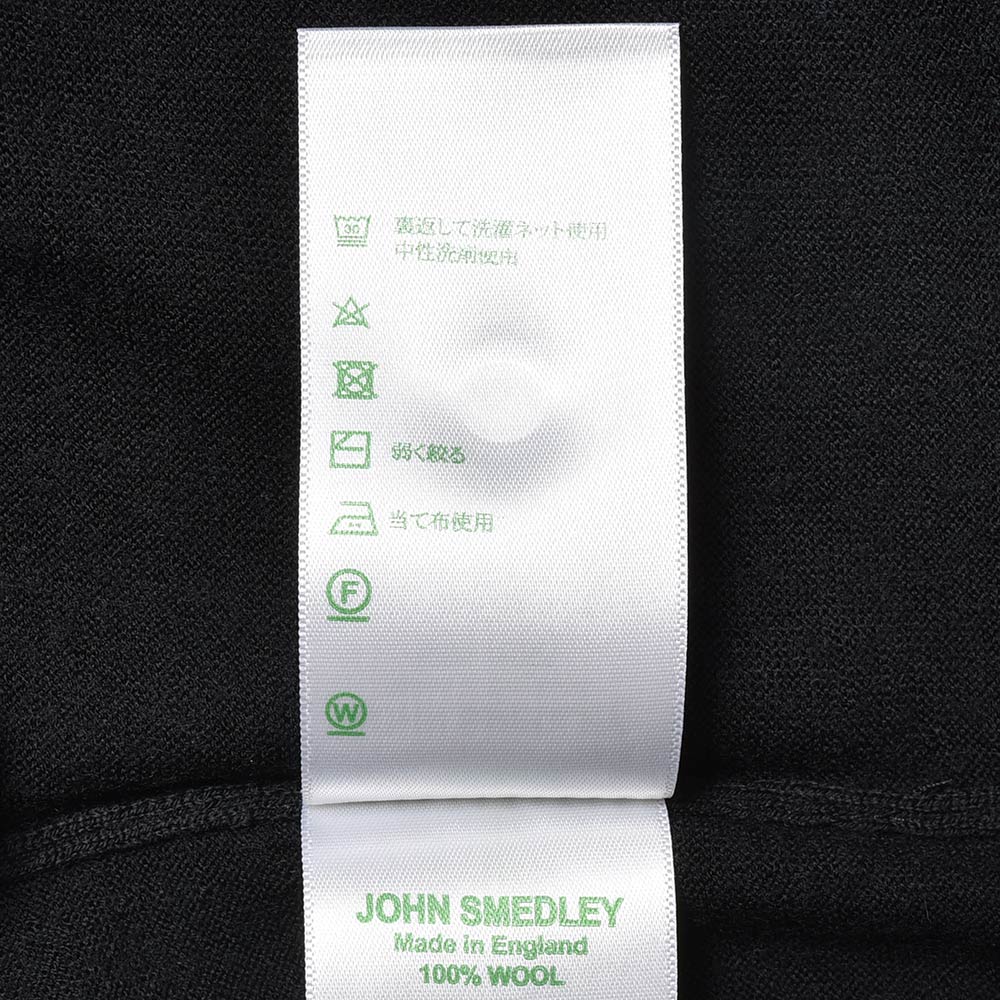 30
裏返して洗濯ネット使用
中性洗剤使用
弱く絞る
当て布使用
F
W
JOHN SMEDLEY
Made in England
100% WOOL